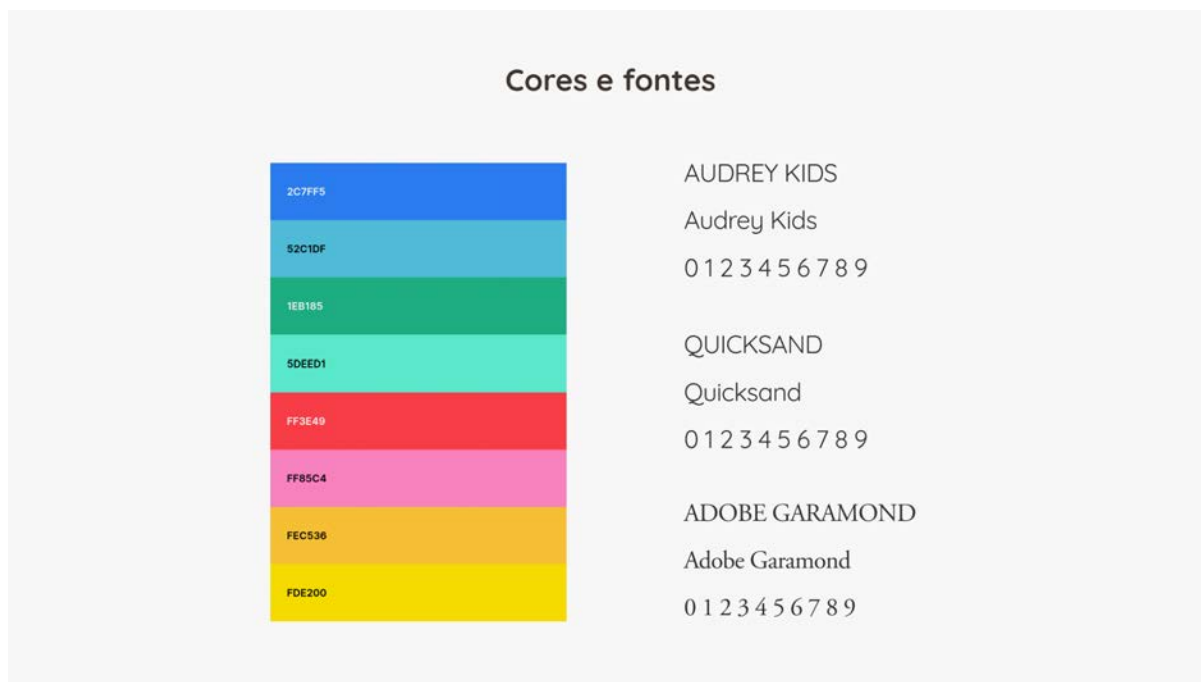 Cores e fontes
2C7FF5
52C1DF
1EB185
5DEED1
FF3E49
FF85C4
FEC536
FDE200
AUDREY KIDS
Audrey Kids
0 1 2 3 4 5 6 7 8 9
QUICKSAND
Quicksand
0 1 2 3 4 5 6 7 8 9
ADOBE GARAMOND
Adobe Garamond
0 1 2 3 4 5 6 7 8 9